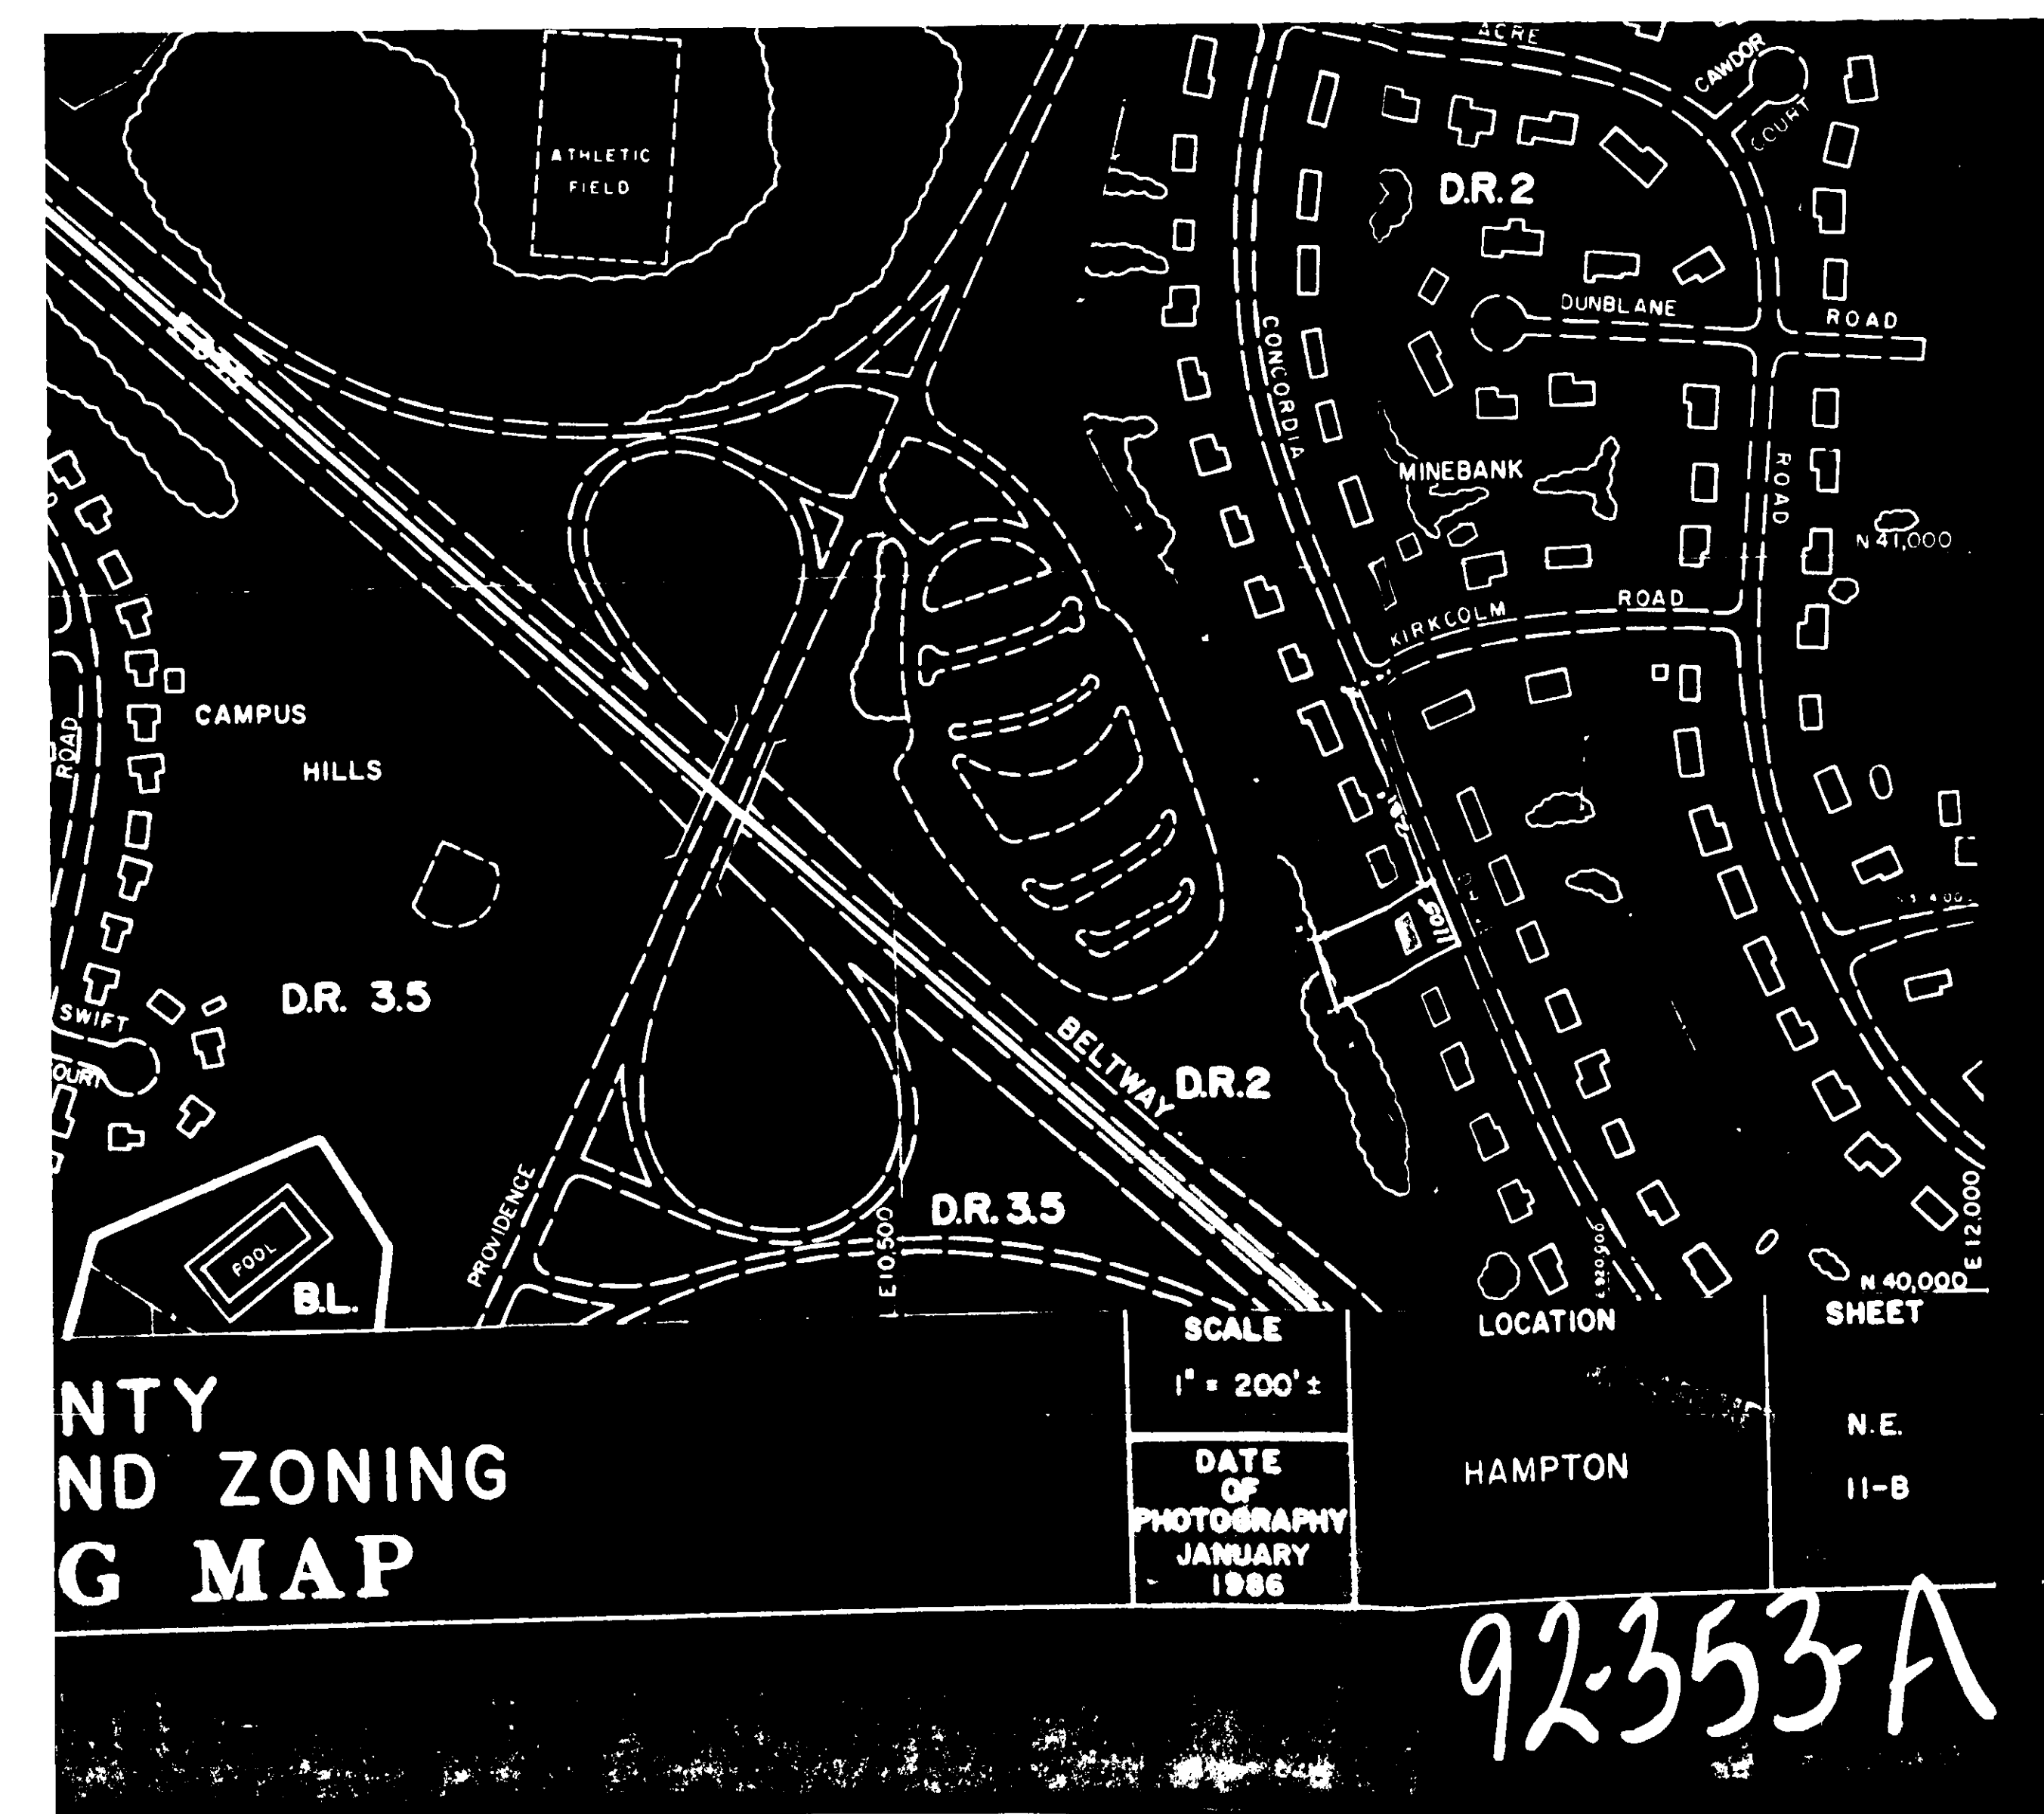 ACRE
CAWDOR
COURT
ATHLETIC
FIELD
D.R. 2
DUNBLANE
ROAD
CONCORDIA
MINEBANK
ROAD
N 41,000
KIRKCOLM
ROAD
CAMPUS
HILLS
ROAD
D.R. 3.5
SWIFT
OURT
BELTWAY
D.R. 2
PROVIDENCE
D.R. 3.5
E 10,500
POOL
B.L.
E 12,000
N 40,000
SCALE
1" = 200' ±
LOCATION
SHEET
NTY
ND ZONING
G MAP
DATE
OF
PHOTOGRAPHY
JANUARY
1986
HAMPTON
N.E.
11-B
92-353-A